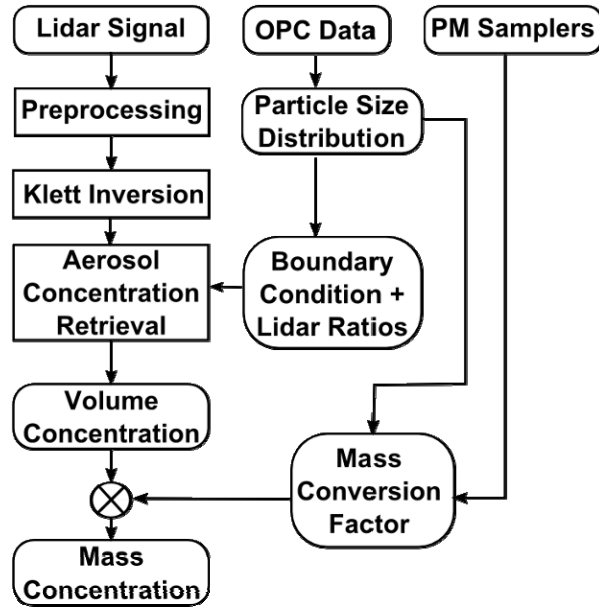 Lidar Signal
OPC Data
PM Samplers
Preprocessing
Particle Size
Distribution
Klett Inversion
Aerosol
Concentration
Retrieval
Boundary
Condition +
Lidar Ratios
Volume
Concentration
Mass
Conversion
Factor
Mass
Concentration